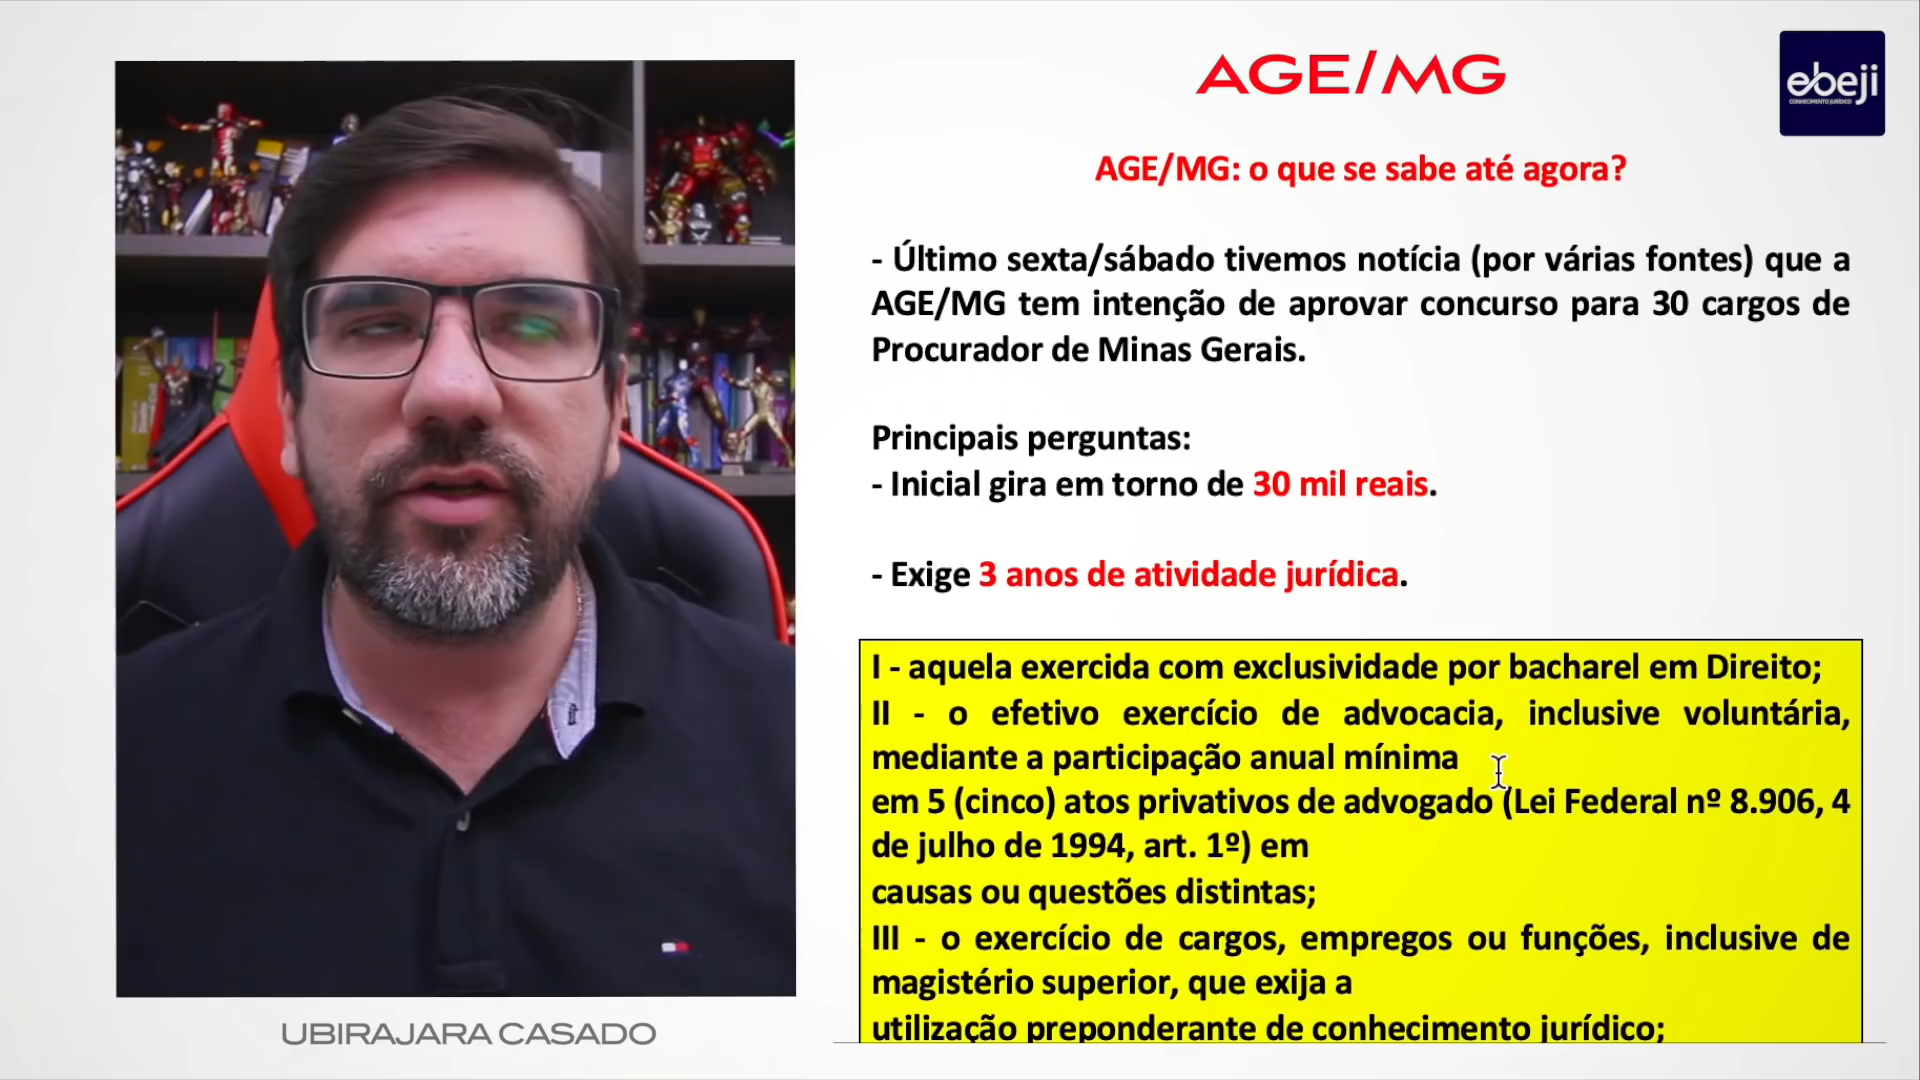 AGE/MG
ebeji
CONHECIMENTO JURÍDICO
AGE/MG: o que se sabe até agora?
- Último sexta/sábado tivemos notícia (por várias fontes) que a
AGE/MG tem intenção de aprovar concurso para 30 cargos de
Procurador de Minas Gerais.
Principais perguntas:
- Inicial gira em torno de 30 mil reais.
- Exige 3 anos de atividade jurídica.
I - aquela exercida com exclusividade por bacharel em Direito;
II - o efetivo exercício de advocacia, inclusive voluntária,
mediante a participação anual mínima
em 5 (cinco) atos privativos de advogado (Lei Federal nº 8.906, 4
de julho de 1994, art. 1º) em
causas ou questões distintas;
III - o exercício de cargos, empregos ou funções, inclusive de
magistério superior, que exija a
utilização preponderante de conhecimento jurídico;
UBIRAJARA CASADO